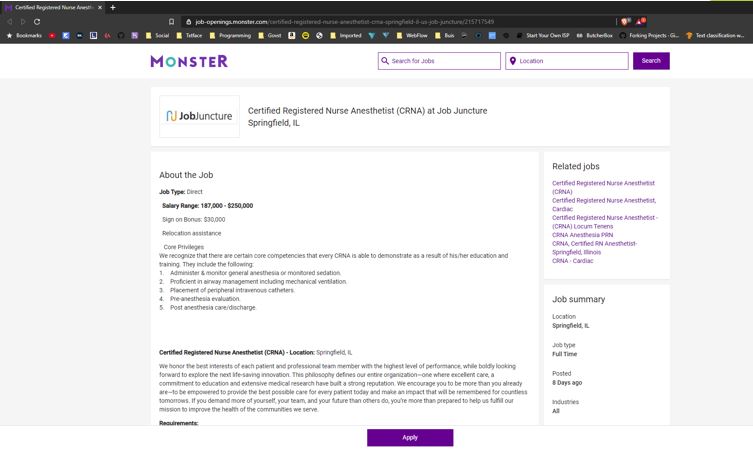 Certified Registered Nurse Anesthe
job-openings.monster.com/certified-registered-nurse-anesthetist-crna-springfield-il-us-job-juncture/215717549
Bookmarks
Social
Tetface
Programming
Govst
Imported
WebFlow
Buis
Start Your Own ISP
ButcherBox
Forking Projects · Gi...
Text classification w...
MONSTER
Search for Jobs
Location
Search
JobJuncture
Certified Registered Nurse Anesthetist (CRNA) at Job Juncture
Springfield, IL
About the Job
Job Type: Direct
Salary Range: 187,000 - $250,000
Sign on Bonus: $30,000
Relocation assistance
Core Privileges
We recognize that there are certain core competencies that every CRNA is able to demonstrate as a result of his/her education and
training. They include the following:
1. Administer & monitor general anesthesia or monitored sedation.
2. Proficient in airway management including mechanical ventilation.
3. Placement of peripheral intravenous catheters.
4. Pre-anesthesia evaluation.
5. Post anesthesia care/discharge.
Certified Registered Nurse Anesthetist (CRNA) - Location: Springfield, IL
We honor the best interests of each patient and professional team member with the highest level of performance, while boldly looking
forward to explore the next life-saving innovation. This philosophy defines our entire organization—one where excellent care, a
commitment to education and extensive medical research have built a strong reputation. We encourage you to be more than you already
are—to be empowered to provide the best possible care for every patient today and make an impact that will be remembered for countless
tomorrows. If you demand more of yourself, your team, and your future than others do, you're more than prepared to help us fulfill our
mission to improve the health of the communities we serve.
Requirements:
Related jobs
Certified Registered Nurse Anesthetist
(CRNA)
Certified Registered Nurse Anesthetist,
Cardiac
Certified Registered Nurse Anesthetist -
(CRNA) Locum Tenens
CRNA Anesthesia PRN
CRNA, Certified RN Anesthetist-
Springfield, Illinois
CRNA - Cardiac
Job summary
Location
Springfield, IL
Job type
Full Time
Posted
8 Days ago
Industries
All
Apply